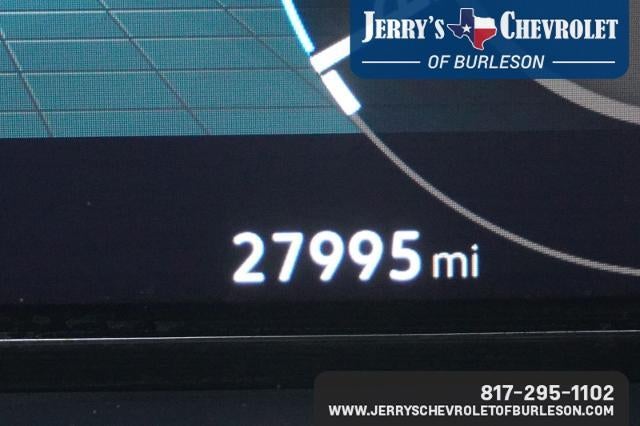 JERRY'S CHEVROLET
OF BURLESON
27995 mi
817-295-1102
WWW.JERRYSCHEVROLETOFBURLESON.COM